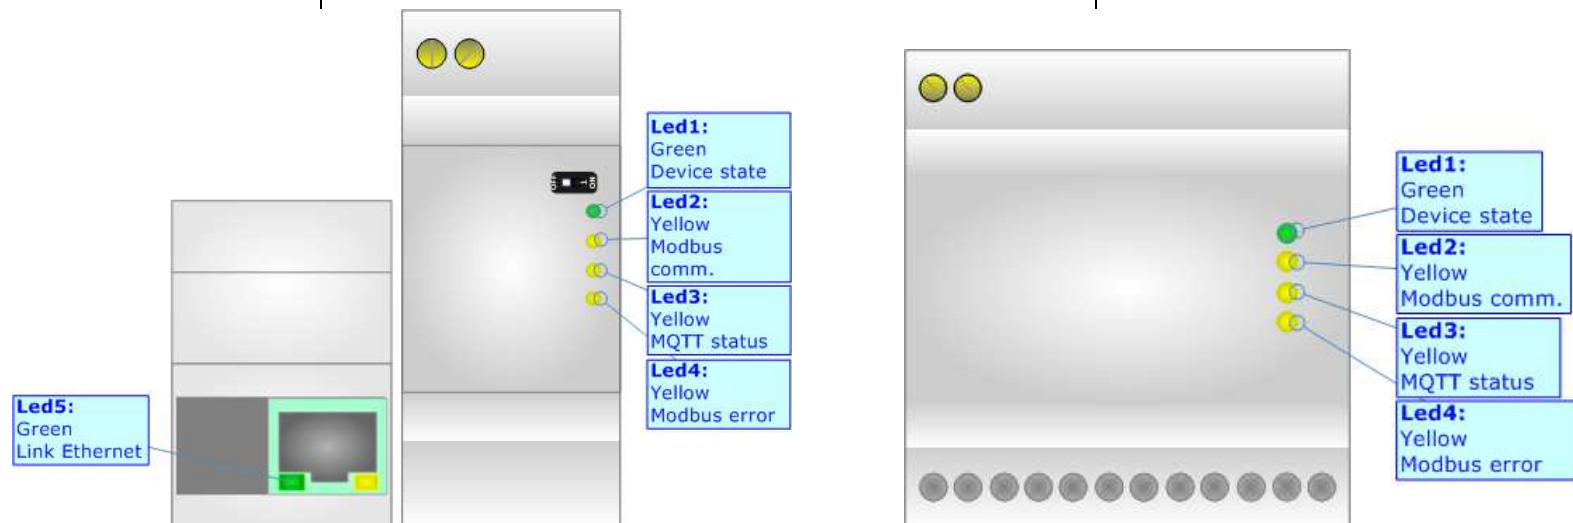 Led1:
Green
Device state
Led2:
Yellow
Modbus
comm.
Led3:
Yellow
MQTT status
Led4:
Yellow
Modbus error
Led5:
Green
Link Ethernet
Led1:
Green
Device state
Led2:
Yellow
Modbus comm.
Led3:
Yellow
MQTT status
Led4:
Yellow
Modbus error